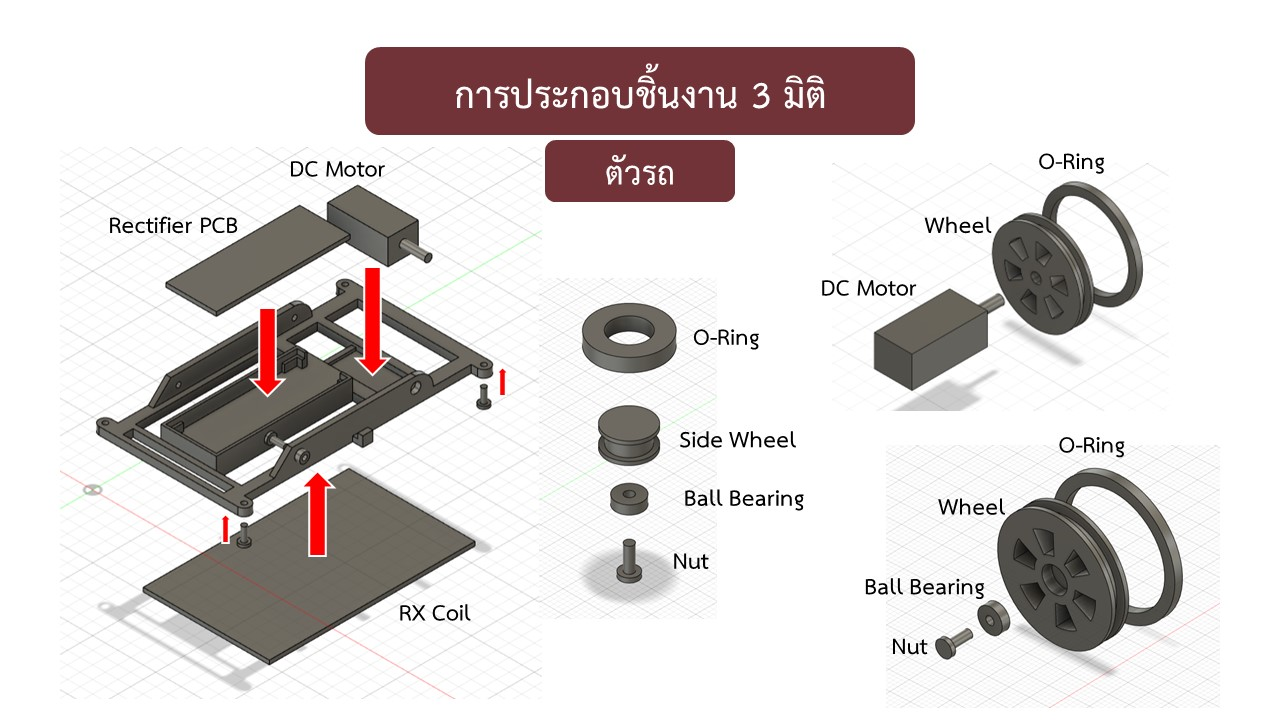 การประกอบชิ้นงาน 3 มิติ
ตัวรถ
DC Motor
Rectifier PCB
RX Coil
O-Ring
Side Wheel
Ball Bearing
Nut
O-Ring
Wheel
DC Motor
O-Ring
Wheel
Ball Bearing
Nut